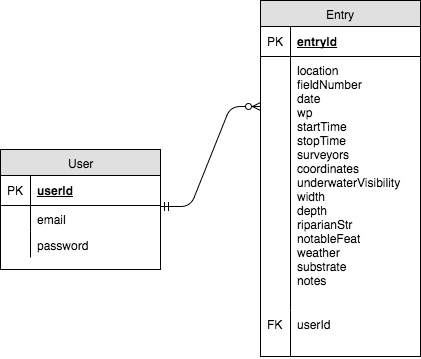 Entry
PK entryId
location
fieldNumber
date
wp
startTime
stopTime
surveyors
coordinates
underwaterVisibility
width
depth
riparianStr
notableFeat
weather
substrate
notes
FK userId
User
PK userId
email
password